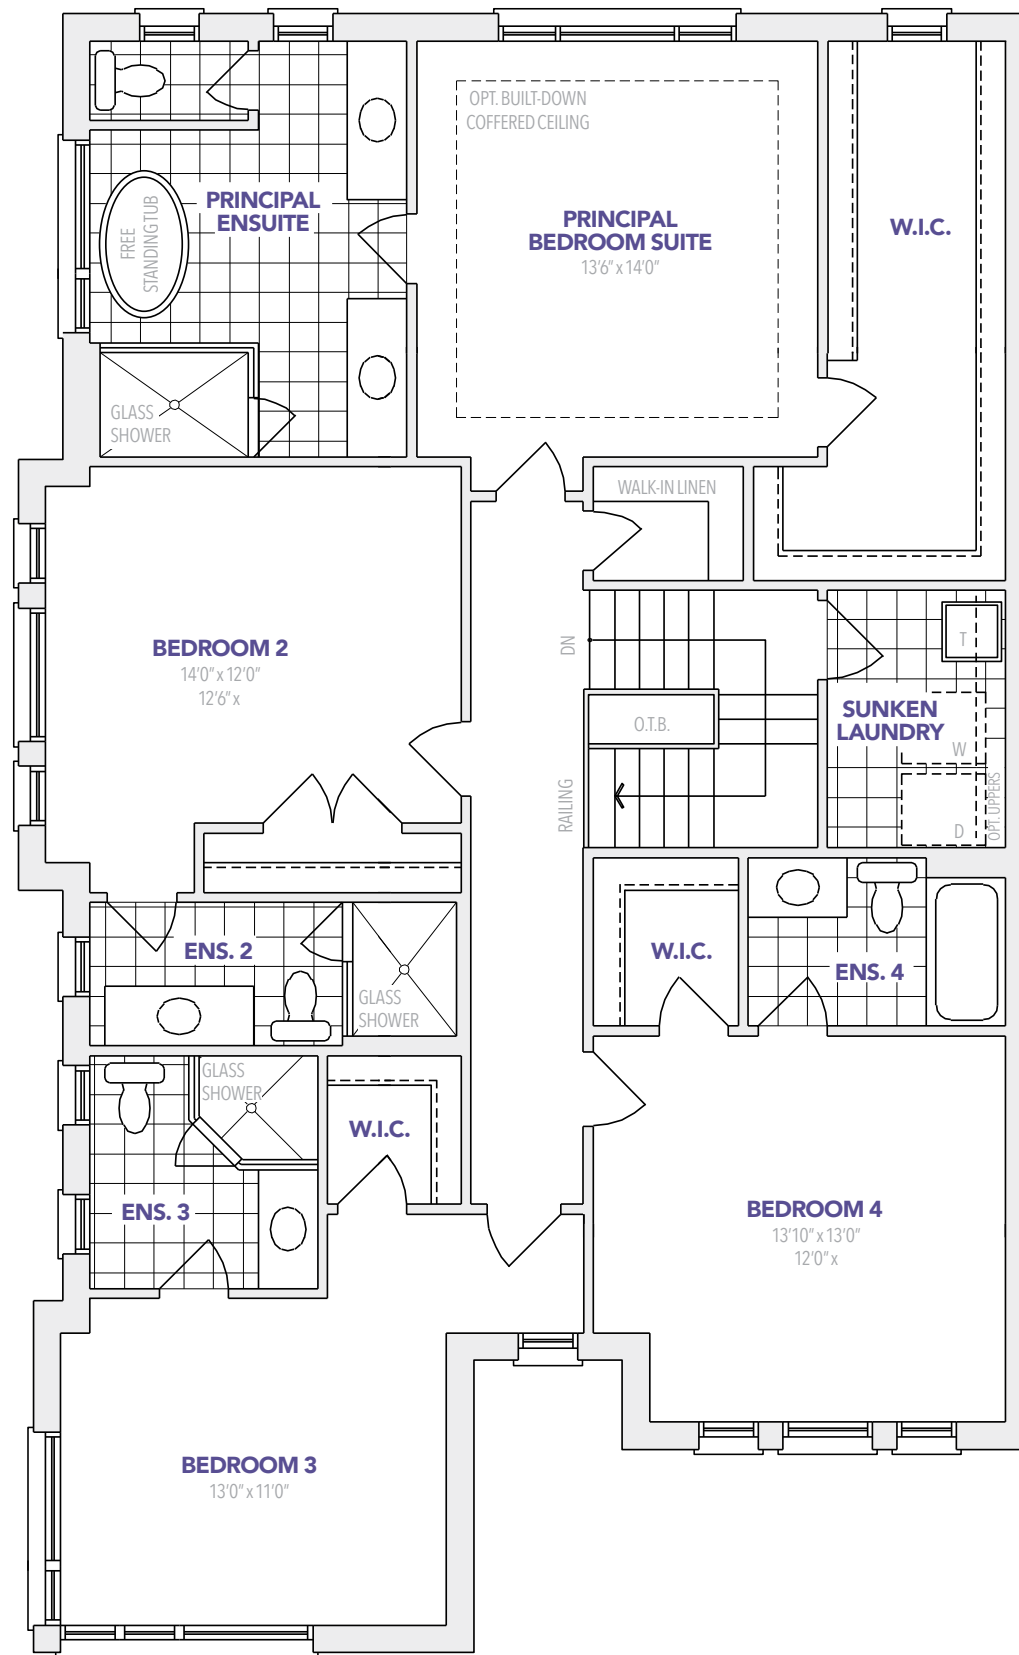 OPT. BUILT-DOWN
COFFERED CEILING
PRINCIPAL
ENSUITE
FREE
STANDING TUB
PRINCIPAL
BEDROOM SUITE
13'6" x 14'0"
W.I.C.
GLASS
SHOWER
WALK-IN LINEN
BEDROOM 2
14'0" x 12'0"
12'6" x
DN
T
O.T.B.
SUNKEN
LAUNDRY
W
RAILING
OPT. UPPERS
D
ENS. 2
GLASS
SHOWER
W.I.C.
ENS. 4
GLASS
SHOWER
W.I.C.
ENS. 3
BEDROOM 4
13'10" x 13'0"
12'0" x
BEDROOM 3
13'0" x 11'0"